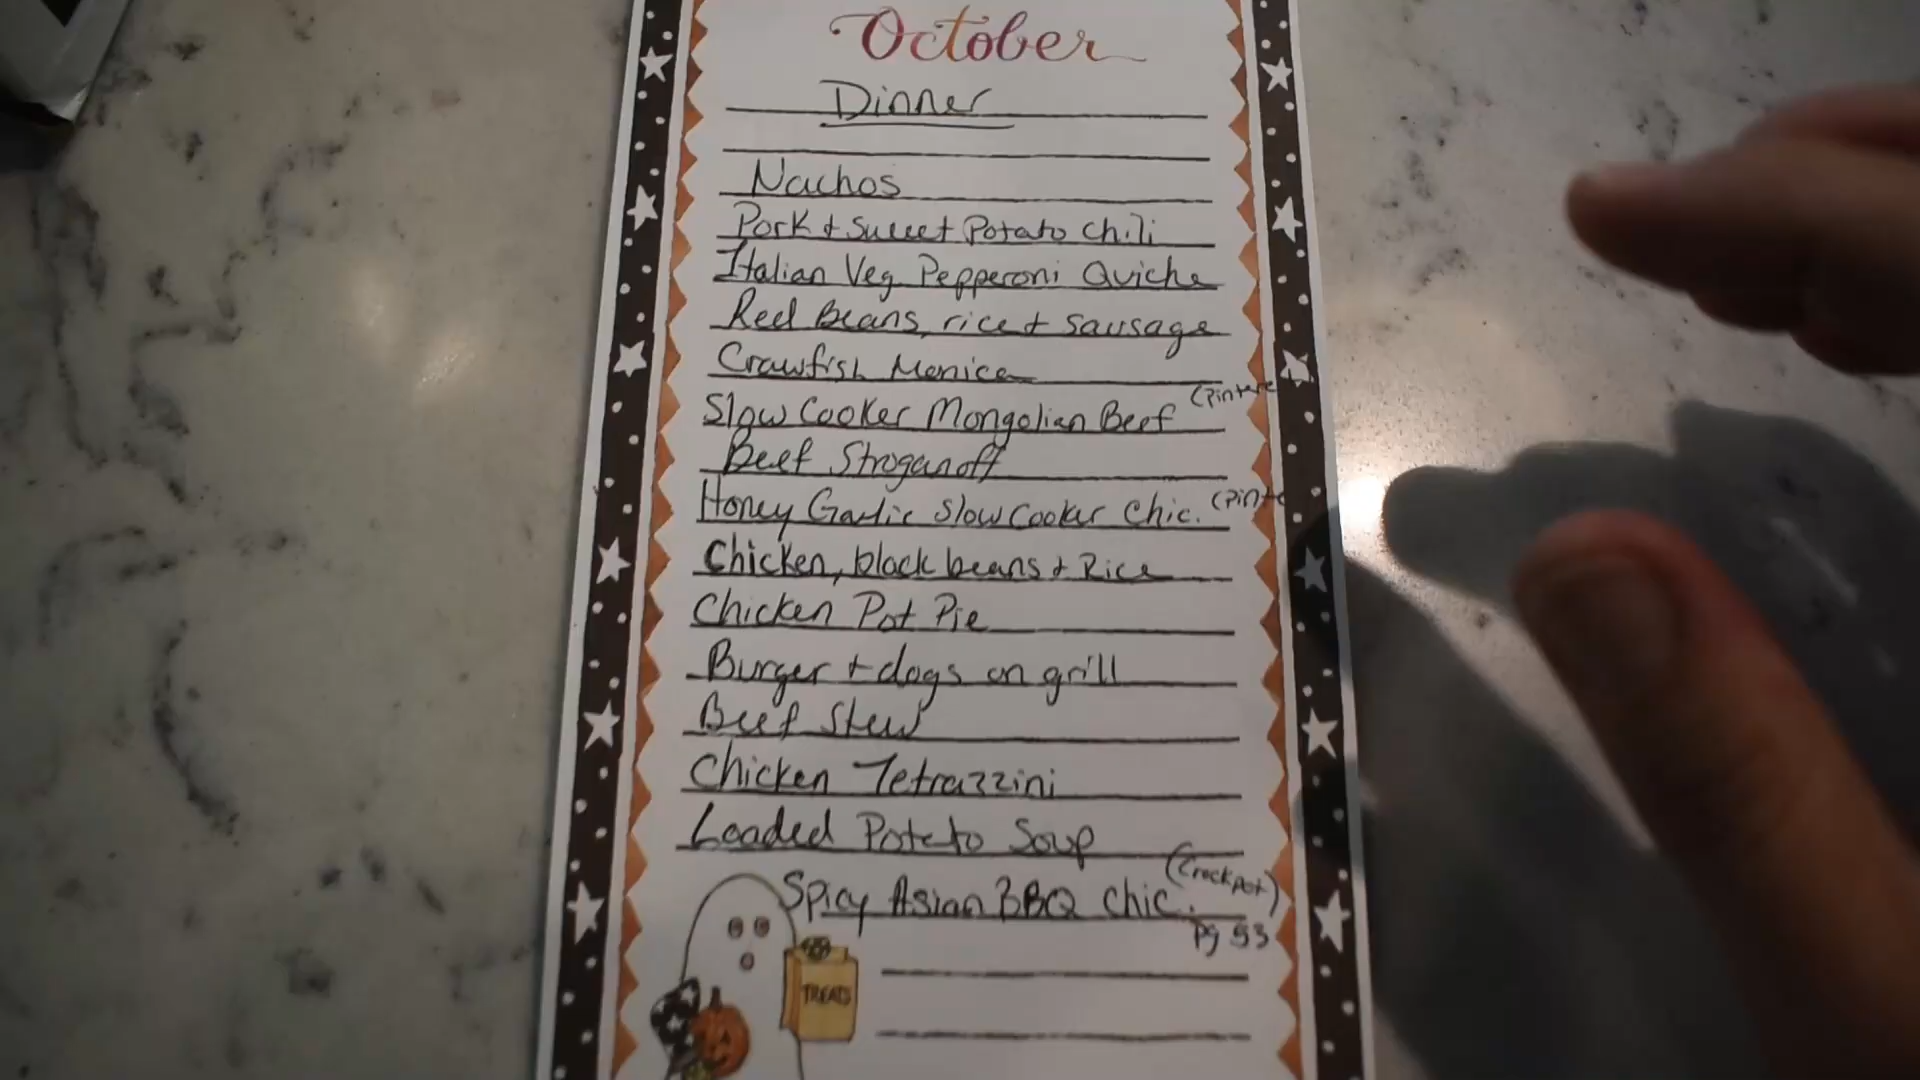 October
Dinner
Nachos
Pork & Sweet Potato Chili
Italian Veg. Pepperoni Quiche
Red Beans, rice & sausage
Crawfish Monica
Slow Cooker Mongolian Beef (Pintere
Beef Stroganoff
Honey Garlic Slow Cooker Chic. (Pinte
Chicken, black beans & Rice
Chicken Pot Pie
Burger & dogs on grill
Beef Stew
Chicken Tetrazzini
Loaded Potato Soup
Spicy Asian BBQ Chic. (Crockpot)
Pg 53
TREATS